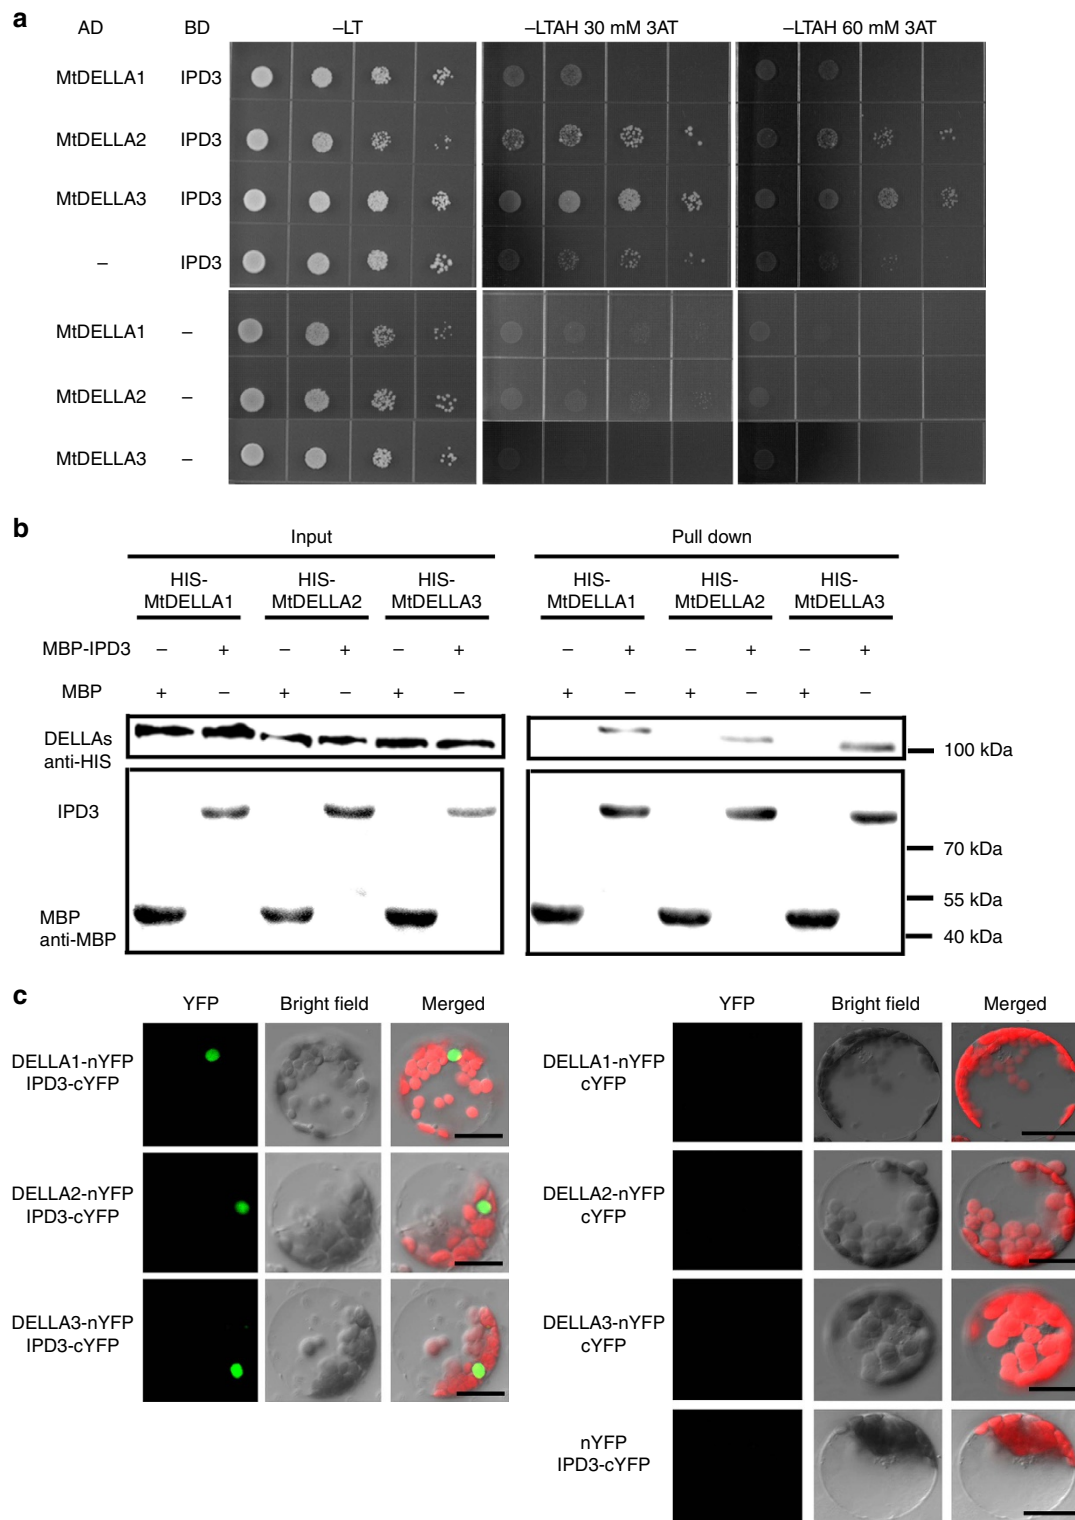 a
AD BD –LT –LTAH 30 mM 3AT –LTAH 60 mM 3AT
MtDELLA1 IPD3
MtDELLA2 IPD3
MtDELLA3 IPD3
– IPD3
MtDELLA1 –
MtDELLA2 –
MtDELLA3 –
b
Input Pull down
HIS- HIS- HIS- HIS- HIS- HIS-
MtDELLA1 MtDELLA2 MtDELLA3 MtDELLA1 MtDELLA2 MtDELLA3
MBP-IPD3 – + – + – + – + – + – +
MBP + – + – + – + – + – + –
DELLAs
anti-HIS
100 kDa
IPD3
70 kDa
55 kDa
MBP
anti-MBP
40 kDa
c
YFP Bright field Merged
DELLA1-nYFP
IPD3-cYFP
DELLA2-nYFP
IPD3-cYFP
DELLA3-nYFP
IPD3-cYFP
YFP Bright field Merged
DELLA1-nYFP
cYFP
DELLA2-nYFP
cYFP
DELLA3-nYFP
cYFP
nYFP
IPD3-cYFP